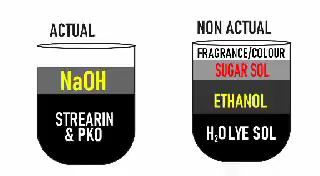 ACTUAL
NaOH
STREARIN
& PKO
NON ACTUAL
FRAGRANCE/COLOUR
SUGAR SOL
ETHANOL
H₂O LYE SOL